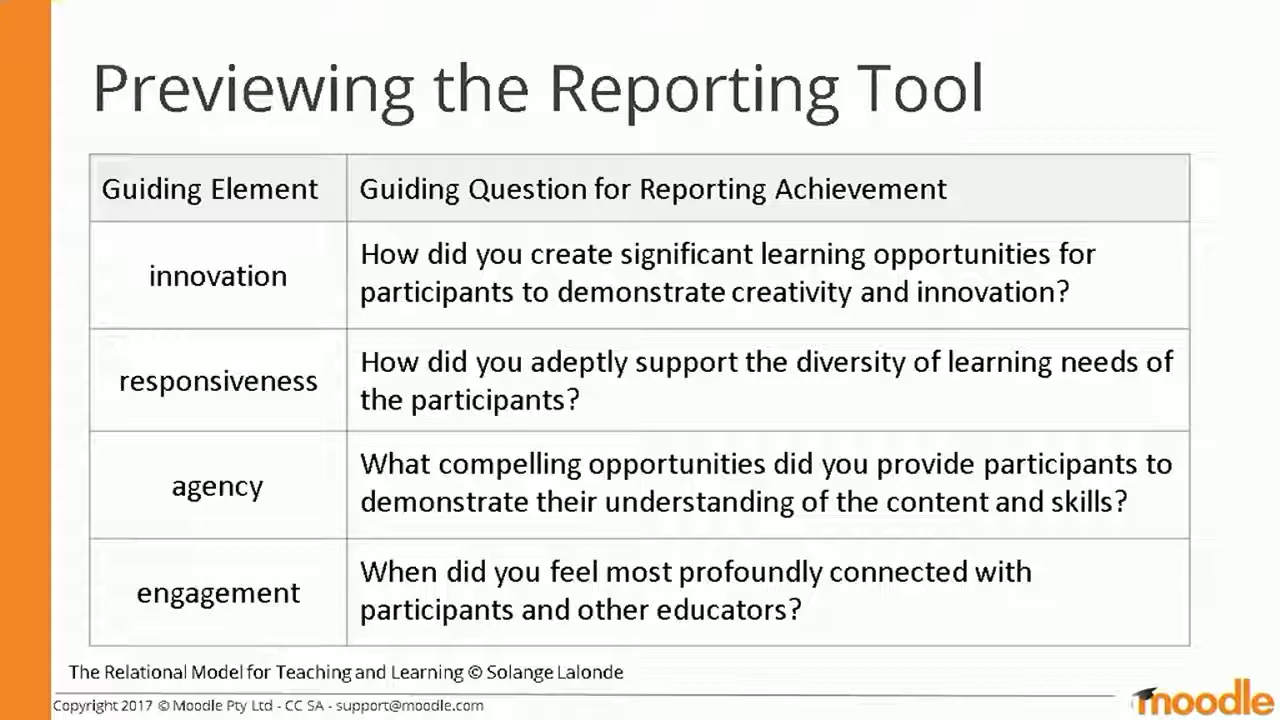 Previewing the Reporting Tool
Guiding Element
Guiding Question for Reporting Achievement
innovation
How did you create significant learning opportunities for
participants to demonstrate creativity and innovation?
responsiveness
How did you adeptly support the diversity of learning needs of
the participants?
agency
What compelling opportunities did you provide participants to
demonstrate their understanding of the content and skills?
engagement
When did you feel most profoundly connected with
participants and other educators?
The Relational Model for Teaching and Learning © Solange Lalonde
Copyright 2017 © Moodle Pty Ltd - CC SA - support@moodle.com
moodle